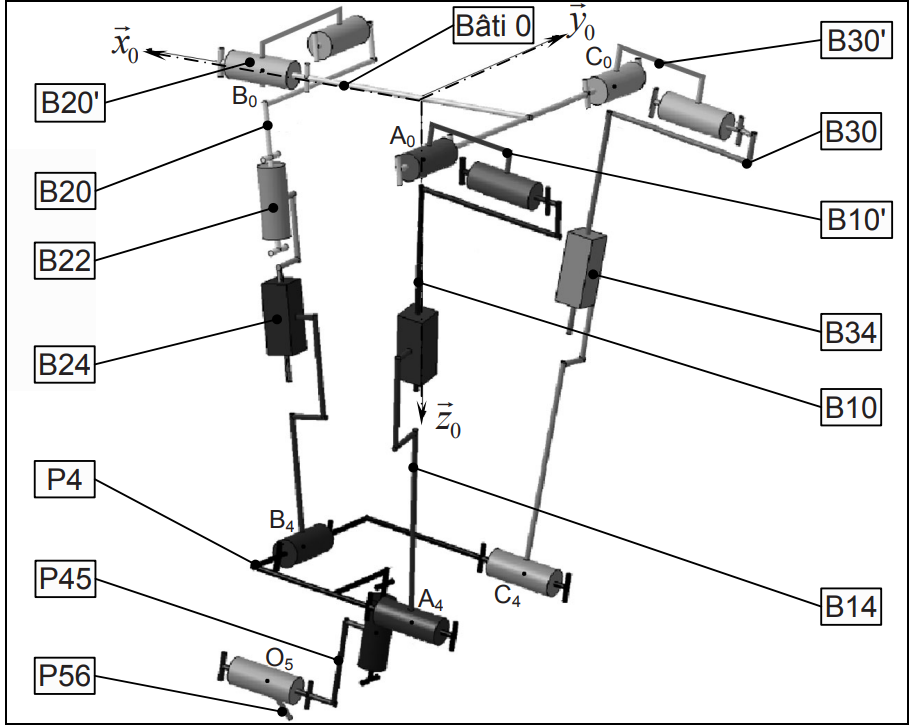 x⃗₀
Bâti 0
y⃗₀
C₀
B30'
B20'
B₀
A₀
B30
B20
B10'
B22
B34
B24
z⃗₀
B10
P4
B₄
P45
A₄
C₄
B14
O₅
P56